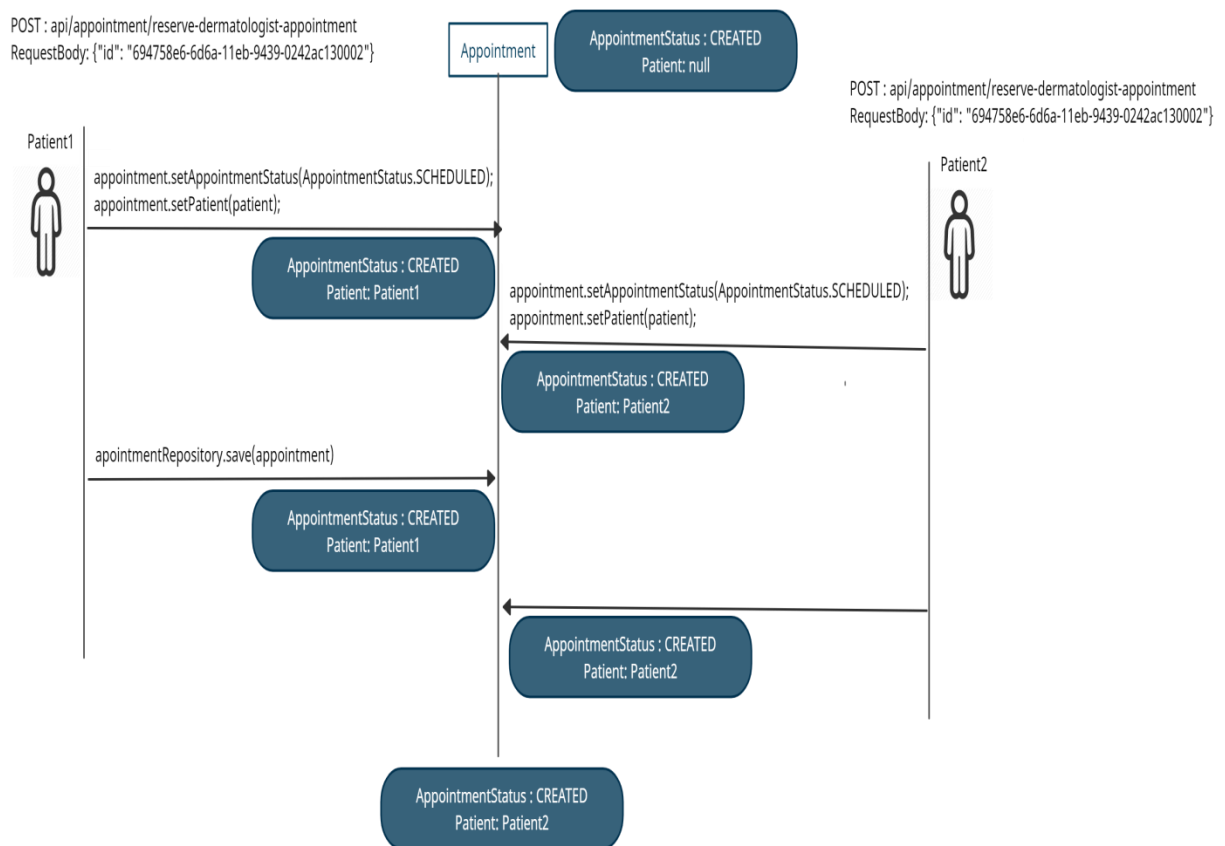 POST : api/appointment/reserve-dermatologist-appointment
RequestBody: {"id": "694758e6-6d6a-11eb-9439-0242ac130002"}
Appointment
AppointmentStatus : CREATED
Patient: null
POST : api/appointment/reserve-dermatologist-appointment
RequestBody: {"id": "694758e6-6d6a-11eb-9439-0242ac130002"}
Patient1
Patient2
appointment.setAppointmentStatus(AppointmentStatus.SCHEDULED);
appointment.setPatient(patient);
AppointmentStatus : CREATED
Patient: Patient1
appointment.setAppointmentStatus(AppointmentStatus.SCHEDULED);
appointment.setPatient(patient);
AppointmentStatus : CREATED
Patient: Patient2
apointmentRepository.save(appointment)
AppointmentStatus : CREATED
Patient: Patient1
AppointmentStatus : CREATED
Patient: Patient2
AppointmentStatus : CREATED
Patient: Patient2